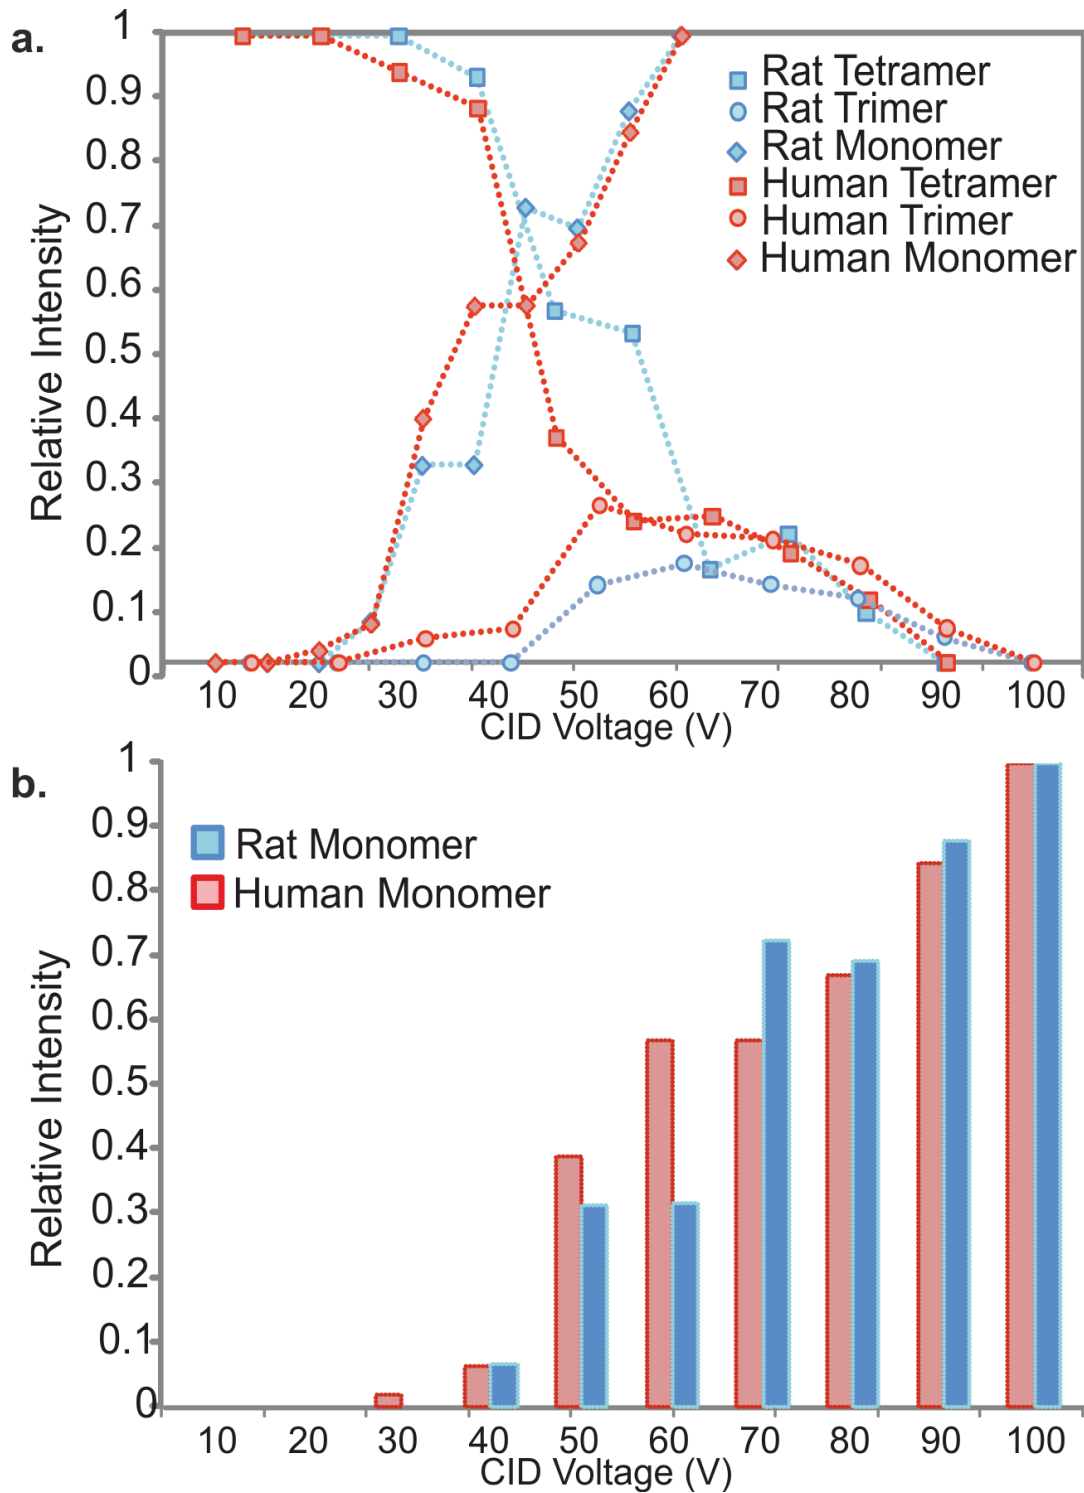 a.
1
0.9
0.8
0.7
0.6
0.5
0.4
0.3
0.2
0.1
0
Relative Intensity
Rat Tetramer
Rat Trimer
Rat Monomer
Human Tetramer
Human Trimer
Human Monomer
10 20 30 40 50 60 70 80 90 100
CID Voltage (V)
b.
1
0.9
0.8
0.7
0.6
0.5
0.4
0.3
0.2
0.1
0
Relative Intensity
Rat Monomer
Human Monomer
10 20 30 40 50 60 70 80 90 100
CID Voltage (V)